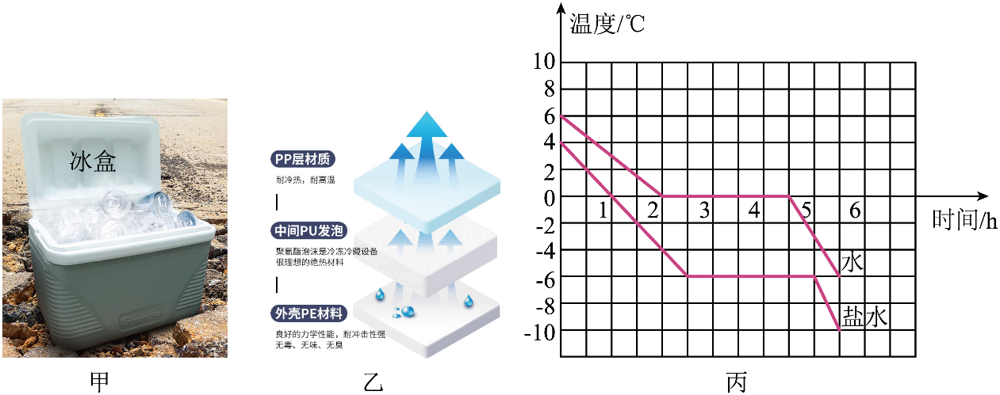 冰盒
甲
PP层材质
耐冷热，耐高温
中间PU发泡
聚氨酯泡沫是冷冻冷藏设备
很理想的绝热材料
外壳PE材料
良好的力学性能，耐冲击性强
无毒、无味、无臭
乙
温度/℃
10
8
6
4
2
0
-2
-4
-6
-8
-10
1 2 3 4 5 6
时间/h
水
盐水
丙